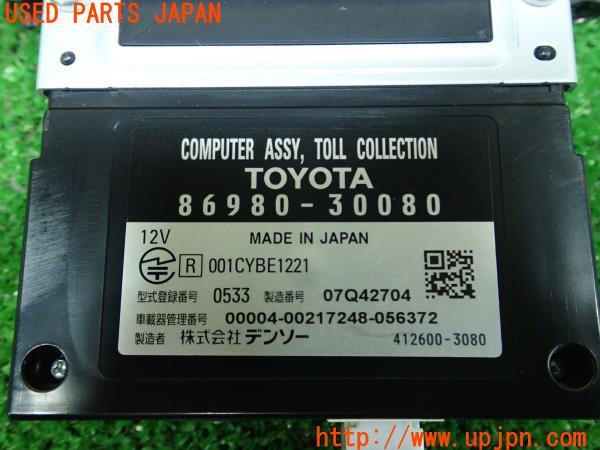 USED PARTS JAPAN
COMPUTER ASSY, TOLL COLLECTION
TOYOTA
86980-30080
12V
MADE IN JAPAN
R 001CYBE1221
型式登録番号 0533 製造番号 07Q42704
車載器管理番号 00004-00217248-056372
製造者 株式会社デンソー 412600-3080
http://www.upjpn.com